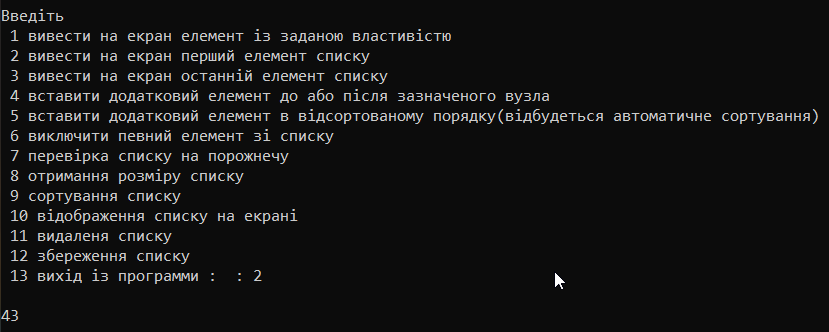 Введіть
1 вивести на екран елемент із заданою властивістю
2 вивести на екран перший елемент списку
3 вивести на екран останній елемент списку
4 вставити додатковий елемент до або після зазначеного вузла
5 вставити додатковий елемент в відсортованому порядку(відбудеться автоматичне сортування)
6 виключити певний елемент зі списку
7 перевірка списку на порожнечу
8 отримання розміру списку
9 сортування списку
10 відображення списку на екрані
11 видаленя списку
12 збереження списку
13 вихід із программи :  : 2
43